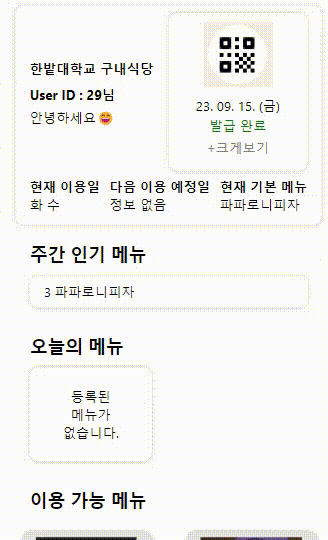 한밭대학교 구내식당
User ID : 29님
안녕하세요 😄
23. 09. 15. (금)
발급 완료
+크게보기
현재 이용일 다음 이용 예정일 현재 기본 메뉴
화 수 정보 없음 파파로니피자
주간 인기 메뉴
3 파파로니피자
오늘의 메뉴
등록된
메뉴가
없습니다.
이용 가능 메뉴